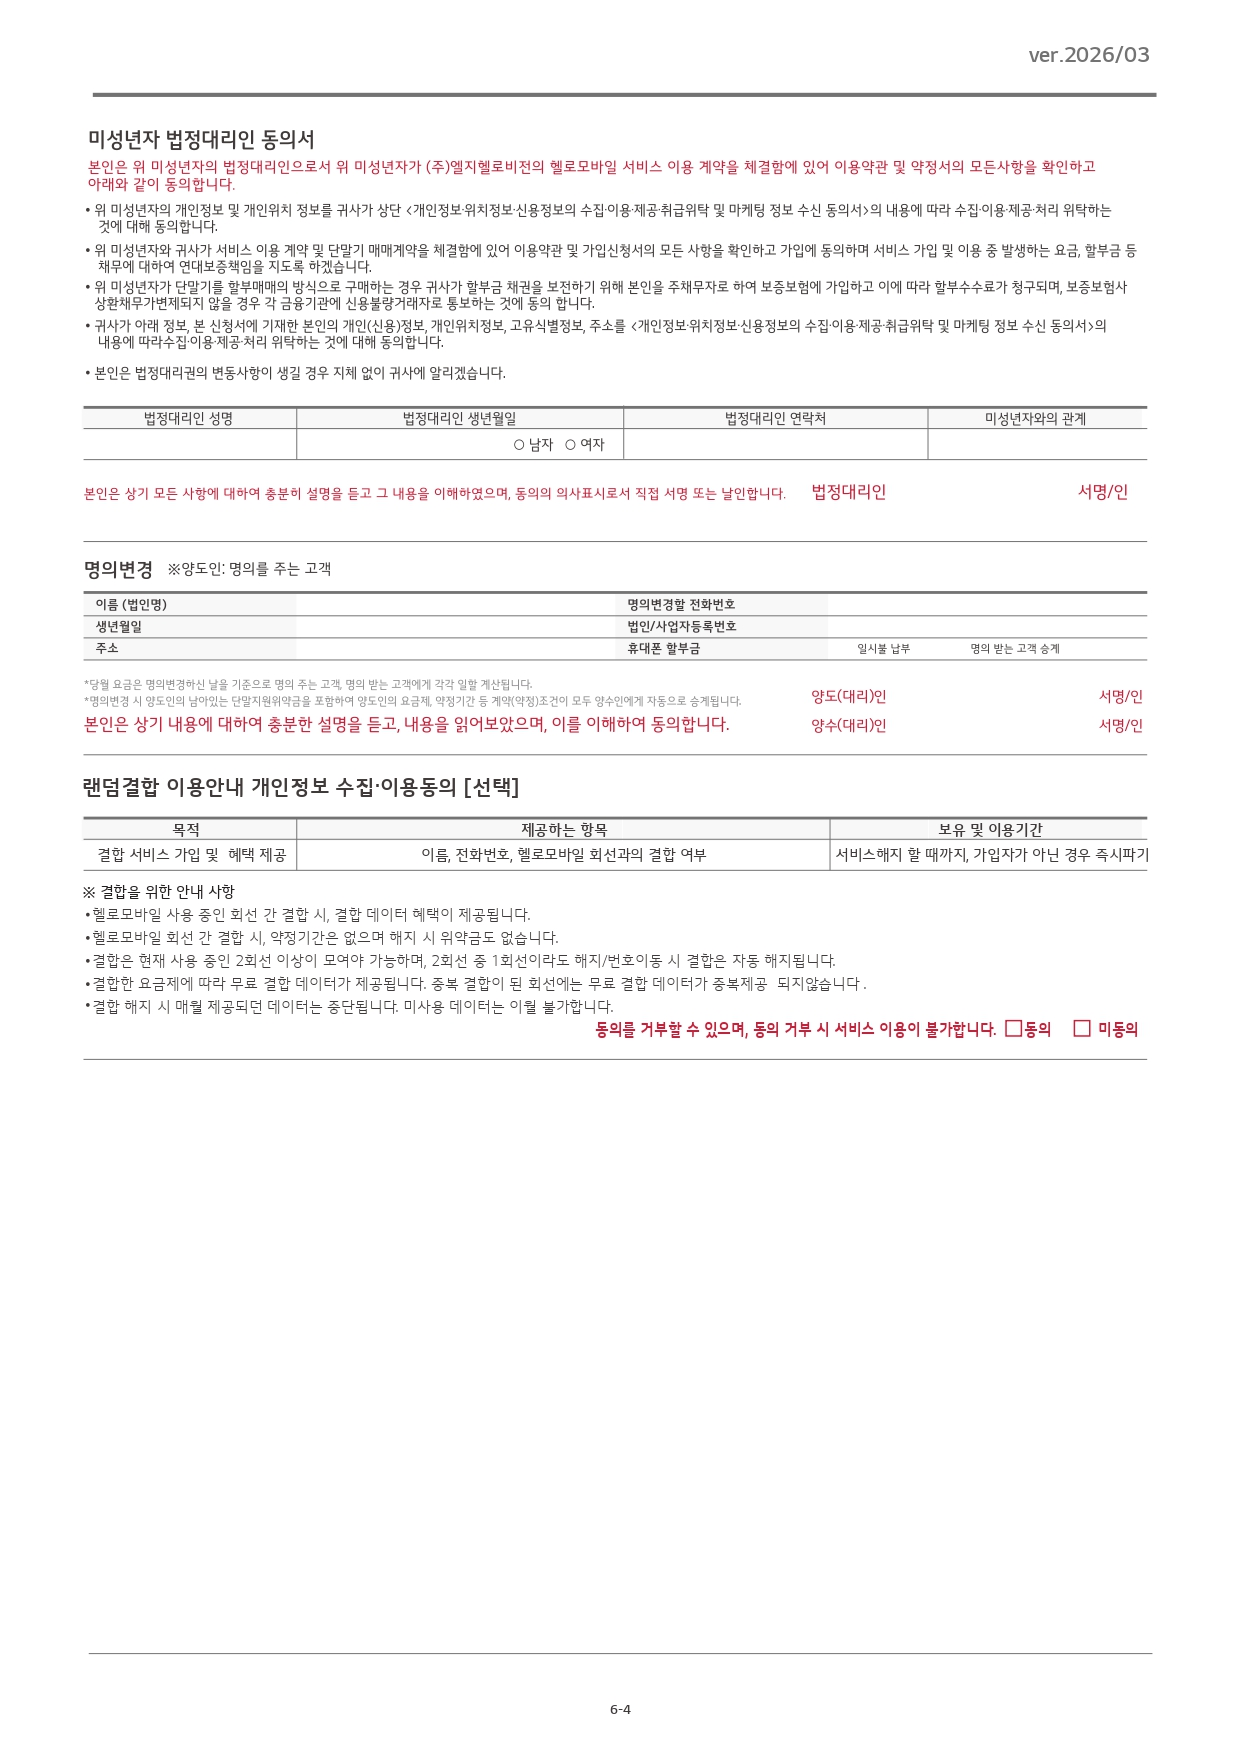 ver.2026/03
미성년자 법정대리인 동의서
본인은 위 미성년자의 법정대리인으로서 위 미성년자가 (주)엘지헬로비전의 헬로모바일 서비스 이용 계약을 체결함에 있어 이용약관 및 약정서의 모든사항을 확인하고
아래와 같이 동의합니다.
• 위 미성년자의 개인정보 및 개인위치 정보를 귀사가 상단 <개인정보·위치정보·신용정보의 수집·이용·제공·취급위탁 및 마케팅 정보 수신 동의서>의 내용에 따라 수집·이용·제공·처리 위탁하는
것에 대해 동의합니다.
• 위 미성년자와 귀사가 서비스 이용 계약 및 단말기 매매계약을 체결함에 있어 이용약관 및 가입신청서의 모든 사항을 확인하고 가입에 동의하며 서비스 가입 및 이용 중 발생하는 요금, 할부금 등
채무에 대하여 연대보증책임을 지도록 하겠습니다.
• 위 미성년자가 단말기를 할부매매의 방식으로 구매하는 경우 귀사가 할부금 채권을 보전하기 위해 본인을 주채무자로 하여 보증보험에 가입하고 이에 따라 할부수수료가 청구되며, 보증보험사
상환채무가변제되지 않을 경우 각 금융기관에 신용불량거래자로 통보하는 것에 동의 합니다.
• 귀사가 아래 정보, 본 신청서에 기재한 본인의 개인(신용)정보, 개인위치정보, 고유식별정보, 주소를 <개인정보·위치정보·신용정보의 수집·이용·제공·취급위탁 및 마케팅 정보 수신 동의서>의
내용에 따라수집·이용·제공·처리 위탁하는 것에 대해 동의합니다.
• 본인은 법정대리권의 변동사항이 생길 경우 지체 없이 귀사에 알리겠습니다.
법정대리인 성명 법정대리인 생년월일 법정대리인 연락처 미성년자와의 관계
○ 남자 ○ 여자
본인은 상기 모든 사항에 대하여 충분히 설명을 듣고 그 내용을 이해하였으며, 동의의 의사표시로서 직접 서명 또는 날인합니다. 법정대리인 서명/인
명의변경 ※양도인: 명의를 주는 고객
이름 (법인명) 명의변경할 전화번호
생년월일 법인/사업자등록번호
주소 휴대폰 할부금 일시불 납부 명의 받는 고객 승계
*당월 요금은 명의변경하신 날을 기준으로 명의 주는 고객, 명의 받는 고객에게 각각 일할 계산됩니다.
*명의변경 시 양도인의 남아있는 단말지원위약금을 포함하여 양도인의 요금제, 약정기간 등 계약(약정)조건이 모두 양수인에게 자동으로 승계됩니다. 양도(대리)인 서명/인
본인은 상기 내용에 대하여 충분한 설명을 듣고, 내용을 읽어보았으며, 이를 이해하여 동의합니다. 양수(대리)인 서명/인
랜덤결합 이용안내 개인정보 수집·이용동의 [선택]
목적 제공하는 항목 보유 및 이용기간
결합 서비스 가입 및 혜택 제공 이름, 전화번호, 헬로모바일 회선과의 결합 여부 서비스해지 할 때까지, 가입자가 아닌 경우 즉시파기
※ 결합을 위한 안내 사항
•헬로모바일 사용 중인 회선 간 결합 시, 결합 데이터 혜택이 제공됩니다.
•헬로모바일 회선 간 결합 시, 약정기간은 없으며 해지 시 위약금도 없습니다.
•결합은 현재 사용 중인 2회선 이상이 모여야 가능하며, 2회선 중 1회선이라도 해지/번호이동 시 결합은 자동 해지됩니다.
•결합한 요금제에 따라 무료 결합 데이터가 제공됩니다. 중복 결합이 된 회선에는 무료 결합 데이터가 중복제공 되지않습니다 .
•결합 해지 시 매월 제공되던 데이터는 중단됩니다. 미사용 데이터는 이월 불가합니다.
동의를 거부할 수 있으며, 동의 거부 시 서비스 이용이 불가합니다. □동의 □ 미동의
6-4